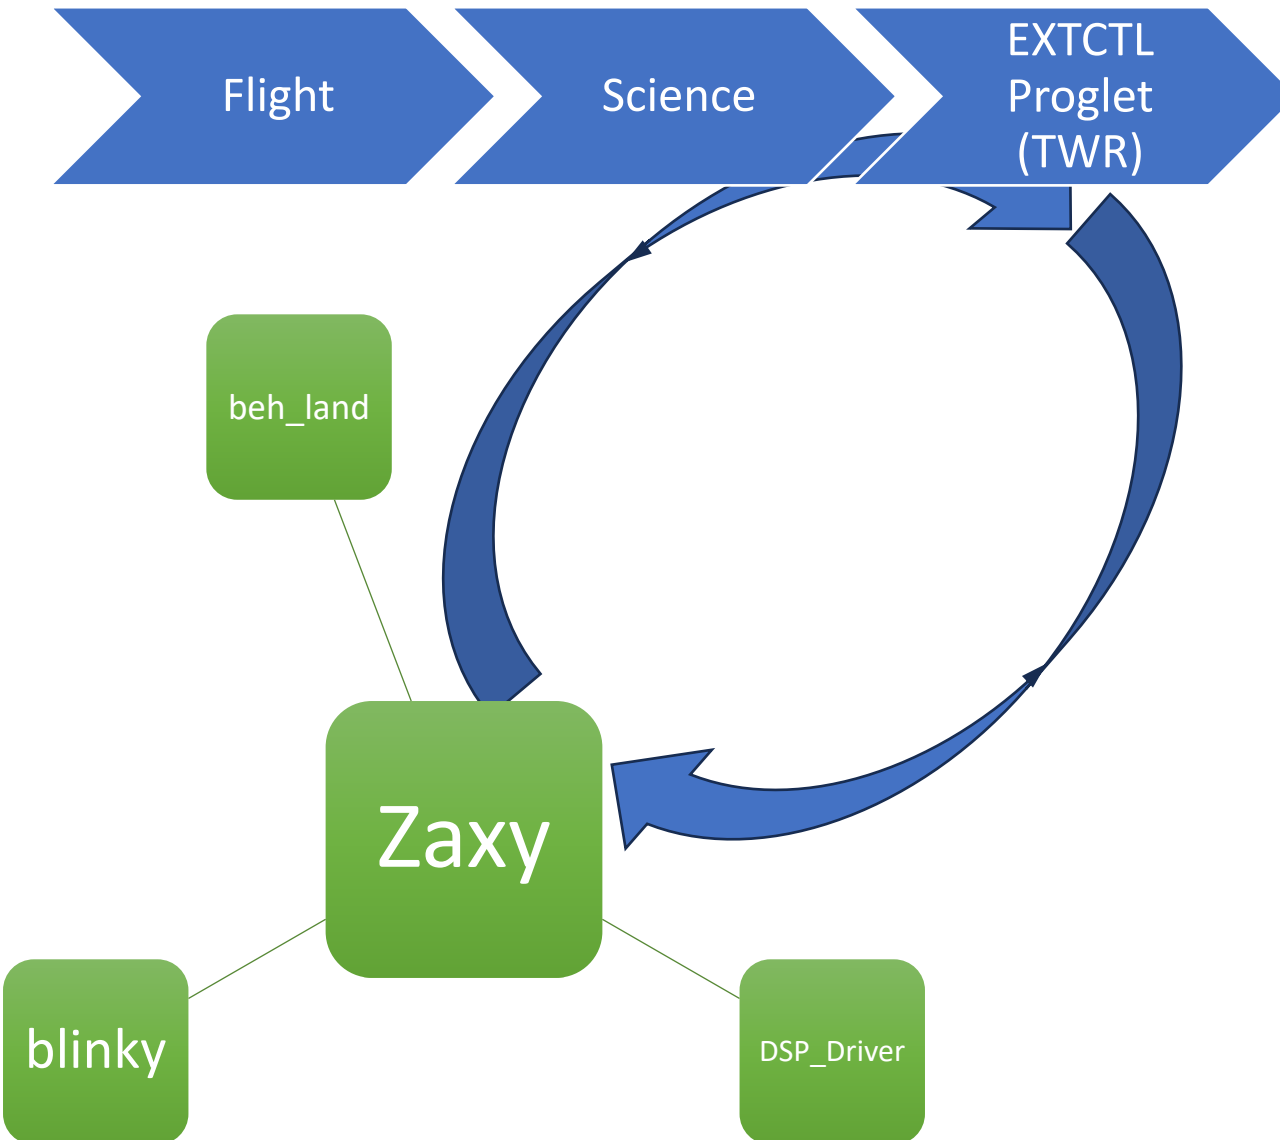 Flight
Science
EXTCTL
Proglet
(TWR)
beh_land
Zaxy
blinky
DSP_Driver